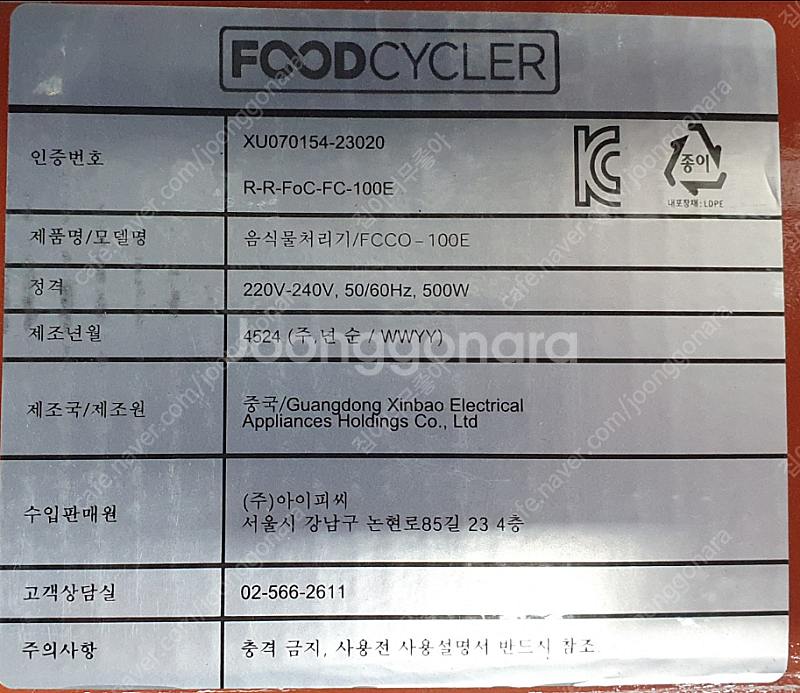 FOODCYCLER
인증번호
XU070154-23020
R-R-FoC-FC-100E
종이
내포장재 : LDPE
제품명/모델명
음식물처리기/FCCO-100E
정격
220V-240V, 50/60Hz, 500W
제조년월
4524 (주,년 순 / WWYY)
Joonggonara
제조국/제조원
중국/Guangdong Xinbao Electrical
Appliances Holdings Co., Ltd
수입판매원
(주)아이피씨
서울시 강남구 논현로85길 23 4층
고객상담실
02-566-2611
주의사항
충격 금지, 사용전 사용설명서 반드시 참조
cafe.naver.com/joonggonara